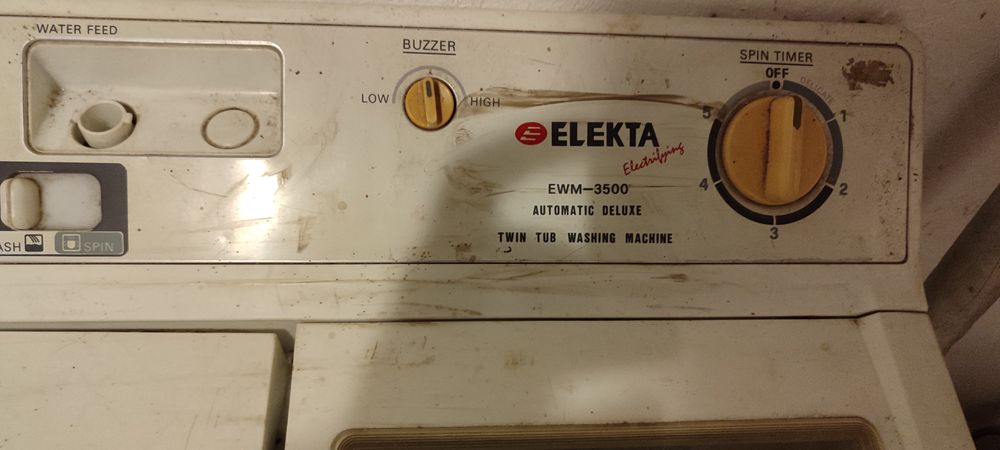 WATER FEED
ASH
SPIN
BUZZER
LOW
HIGH
ELEKTA
Electrifying
EWM-3500
AUTOMATIC DELUXE
TWIN TUB WASHING MACHINE
SPIN TIMER
OFF
DELICATE
1
2
3
4
5